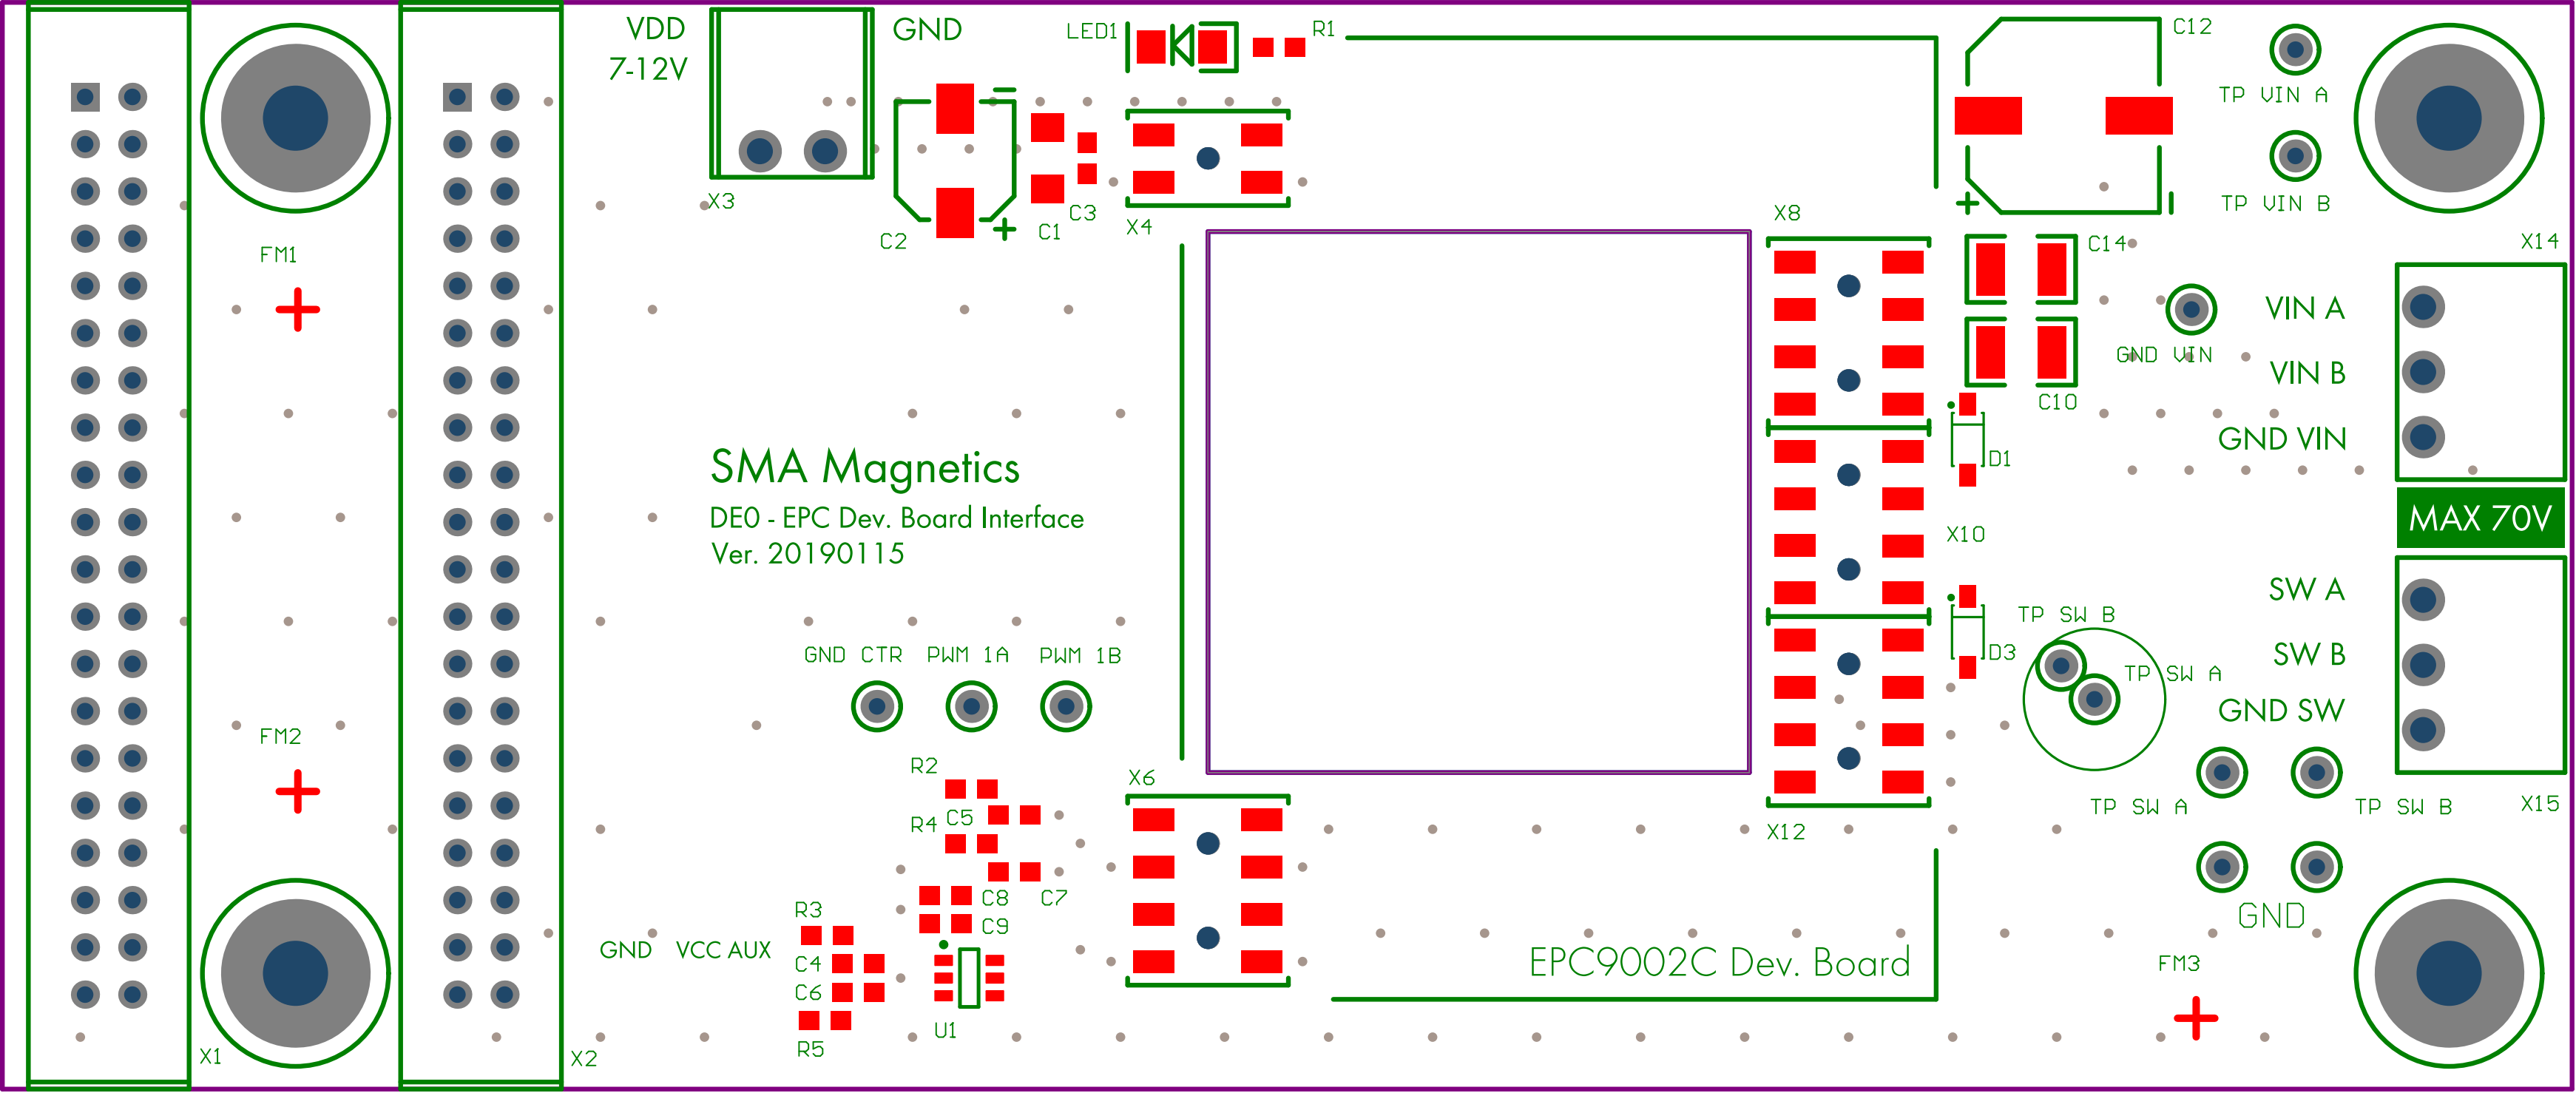 VDD
7-12V
GND
LED1
R1
C12
TP VIN A
TP VIN B
X3
C2
C1
C3
X4
X8
C14
X14
FM1
GND VIN
VIN A
VIN B
GND VIN
C10
D1
SMA Magnetics
DE0 - EPC Dev. Board Interface
Ver. 20190115
X10
MAX 70V
SW A
SW B
GND SW
TP SW B
TP SW A
D3
GND CTR
PWM 1A
PWM 1B
FM2
R2
C5
R4
X6
X12
TP SW A
TP SW B
X15
C8
C7
C9
R3
GND
VCC AUX
C4
C6
R5
U1
EPC9002C Dev. Board
GND
FM3
X1
X2